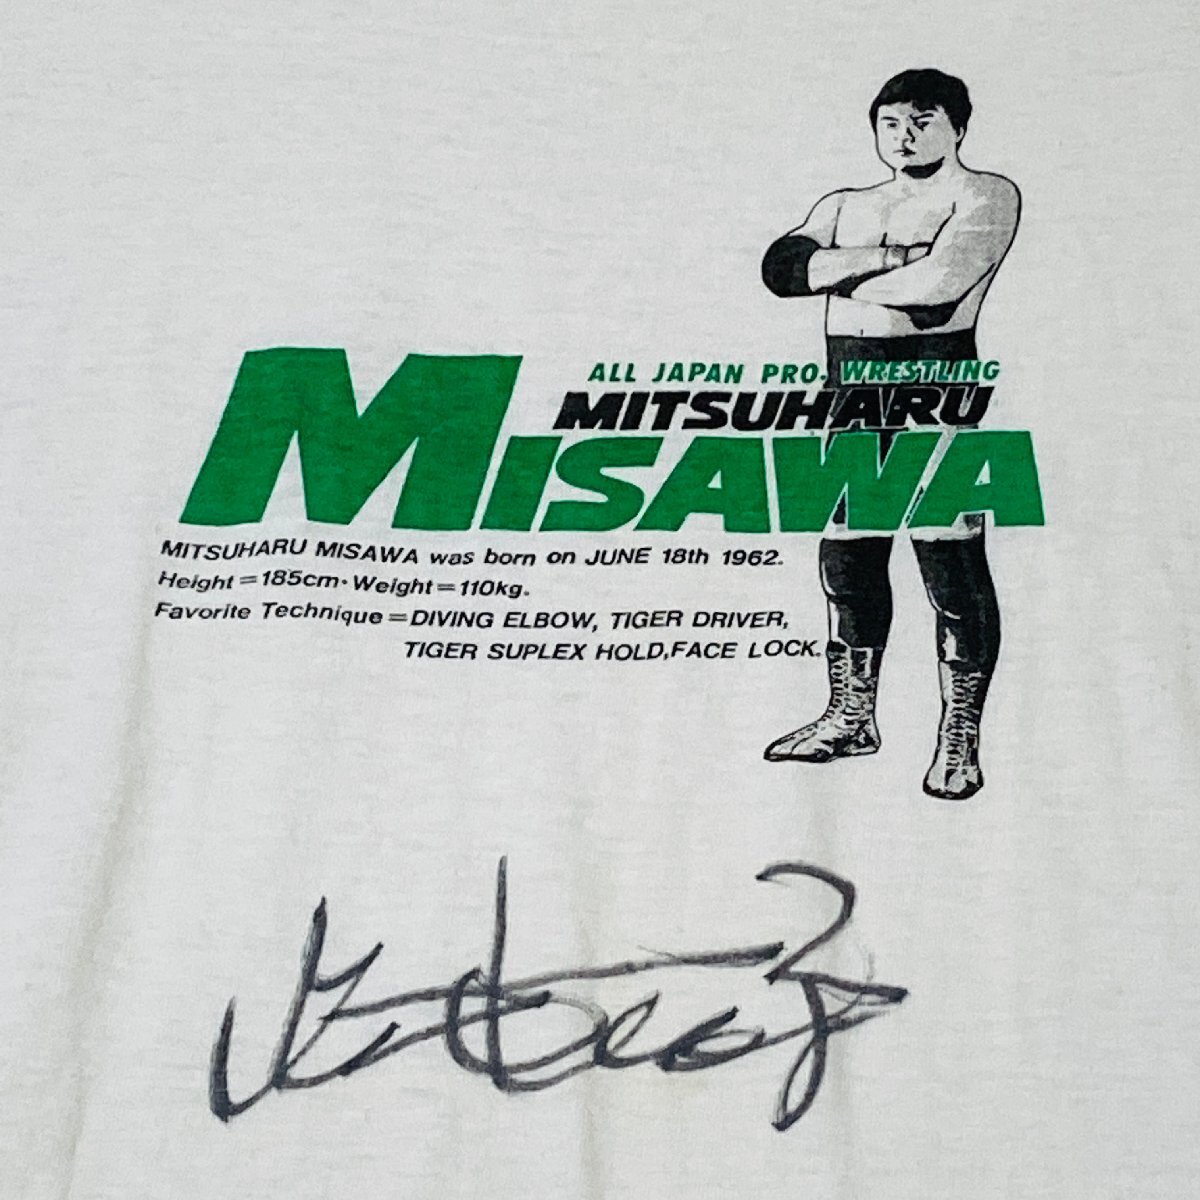 ALL JAPAN PRO. WRESTLING
MITSUHARU
MISAWA
MITSUHARU MISAWA was born on JUNE 18th 1962.
Height=185cm·Weight=110kg.
Favorite Technique=DIVING ELBOW, TIGER DRIVER,
TIGER SUPLEX HOLD,FACE LOCK.